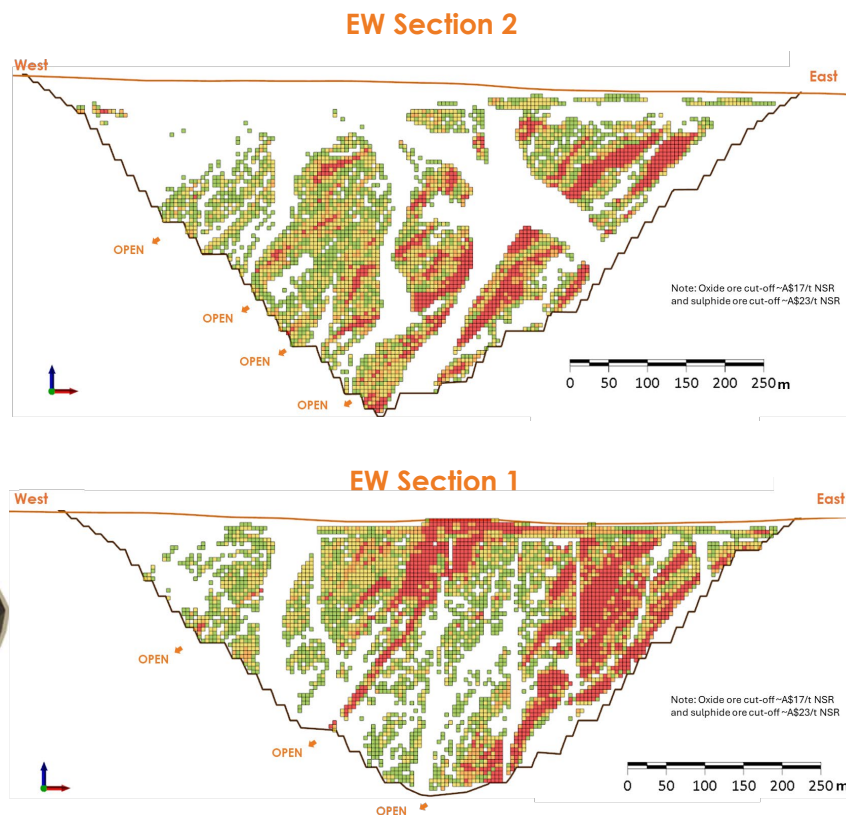 EW Section 2
West
East
OPEN
Note: Oxide ore cut-off ~A$17/t NSR
and sulphide ore cut-off ~A$23/t NSR
OPEN
OPEN
OPEN
0 50 100 150 200 250 m
EW Section 1
West
East
OPEN
Note: Oxide ore cut-off ~A$17/t NSR
and sulphide ore cut-off ~A$23/t NSR
OPEN
0 50 100 150 200 250 m
OPEN